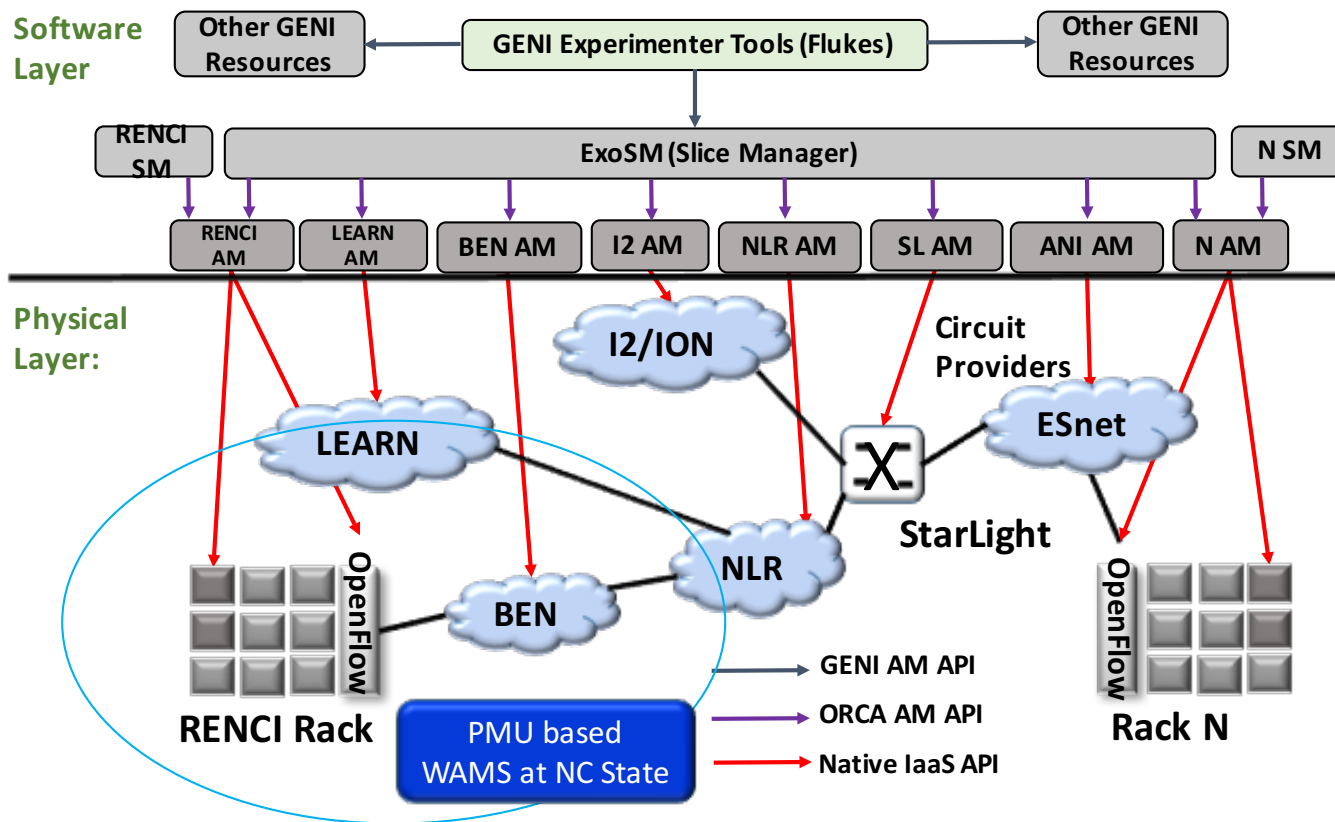 Software
Layer
Other GENI
Resources
GENI Experimenter Tools (Flukes)
Other GENI
Resources
RENCI
SM
ExoSM (Slice Manager)
N SM
RENCI
AM
LEARN
AM
BEN AM
I2 AM
NLR AM
SL AM
ANI AM
N AM
Physical
Layer:
I2/ION
Circuit
Providers
LEARN
ESnet
StarLight
NLR
BEN
OpenFlow
OpenFlow
RENCI Rack
Rack N
PMU based
WAMS at NC State
GENI AM API
ORCA AM API
Native IaaS API